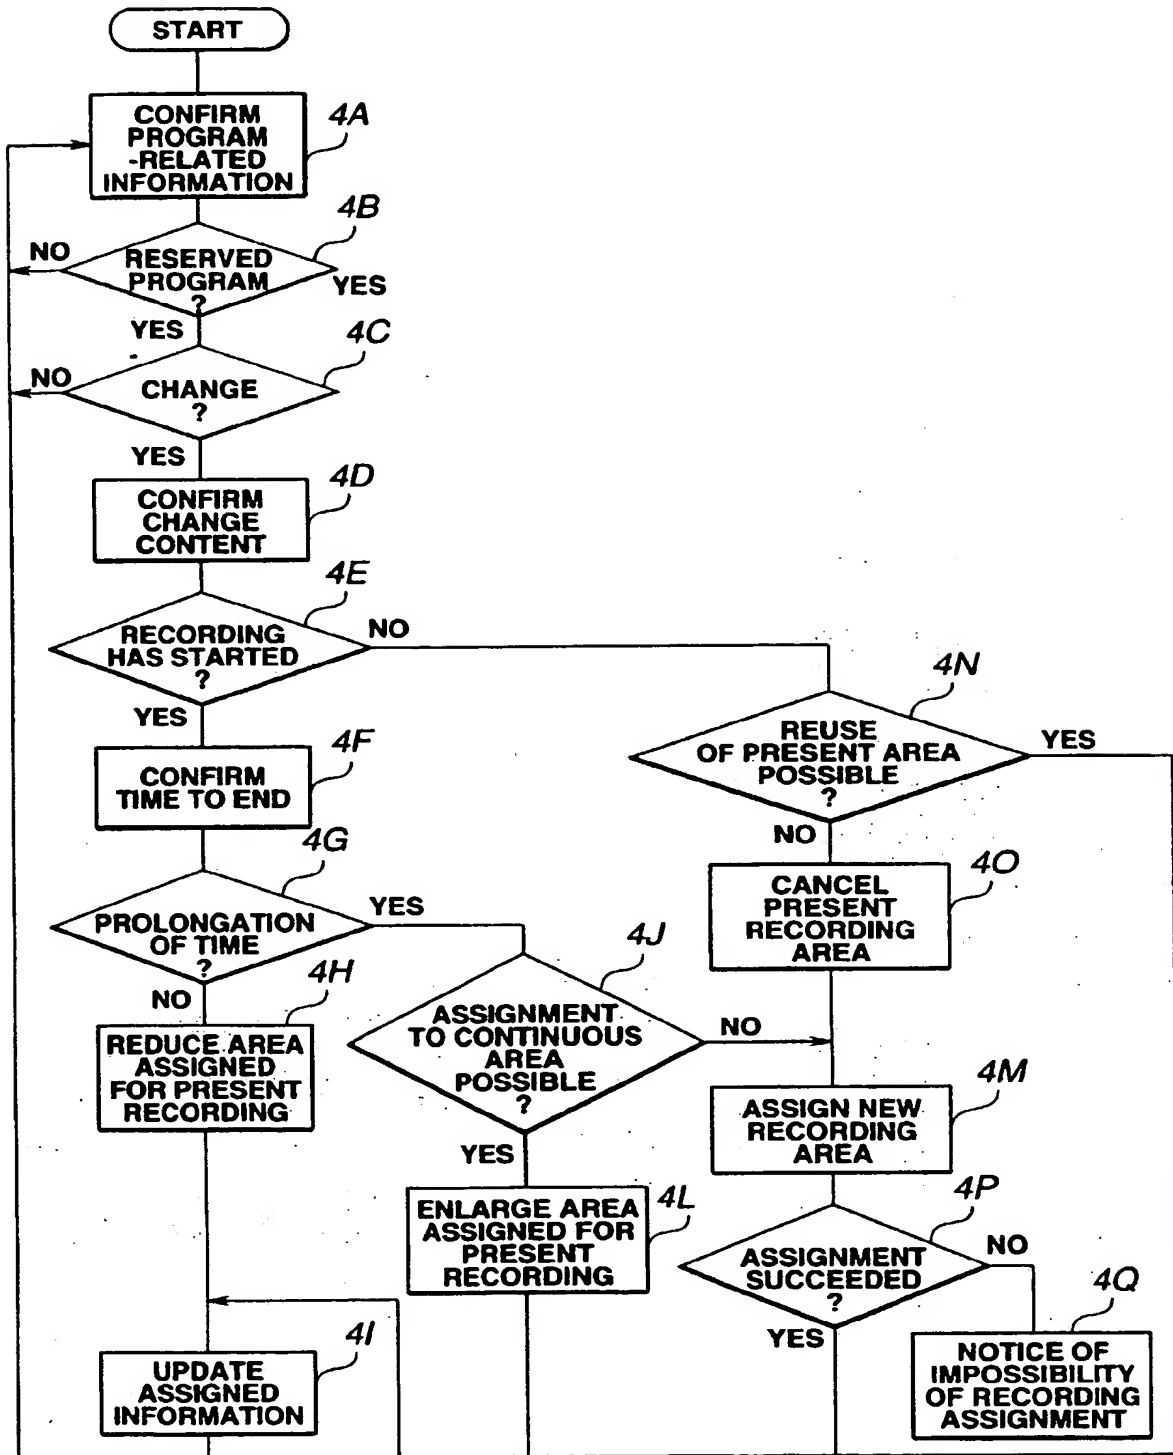 START
CONFIRM
PROGRAM
-RELATED
INFORMATION
4A
4B
NO
RESERVED
PROGRAM
?
YES
YES
4C
NO
CHANGE
?
YES
4D
CONFIRM
CHANGE
CONTENT
4E
RECORDING
HAS STARTED
?
NO
YES
4N
REUSE
OF PRESENT AREA
POSSIBLE
?
YES
NO
4F
CONFIRM
TIME TO END
4G
PROLONGATION
OF TIME
?
YES
NO
4O
CANCEL
PRESENT
RECORDING
AREA
4H
REDUCE AREA
ASSIGNED
FOR PRESENT
RECORDING
4J
ASSIGNMENT
TO CONTINUOUS
AREA
POSSIBLE
?
NO
YES
4M
ASSIGN NEW
RECORDING
AREA
4L
ENLARGE AREA
ASSIGNED FOR
PRESENT
RECORDING
4P
ASSIGNMENT
SUCCEEDED
?
NO
YES
4Q
NOTICE OF
IMPOSSIBILITY
OF RECORDING
ASSIGNMENT
4I
UPDATE
ASSIGNED
INFORMATION